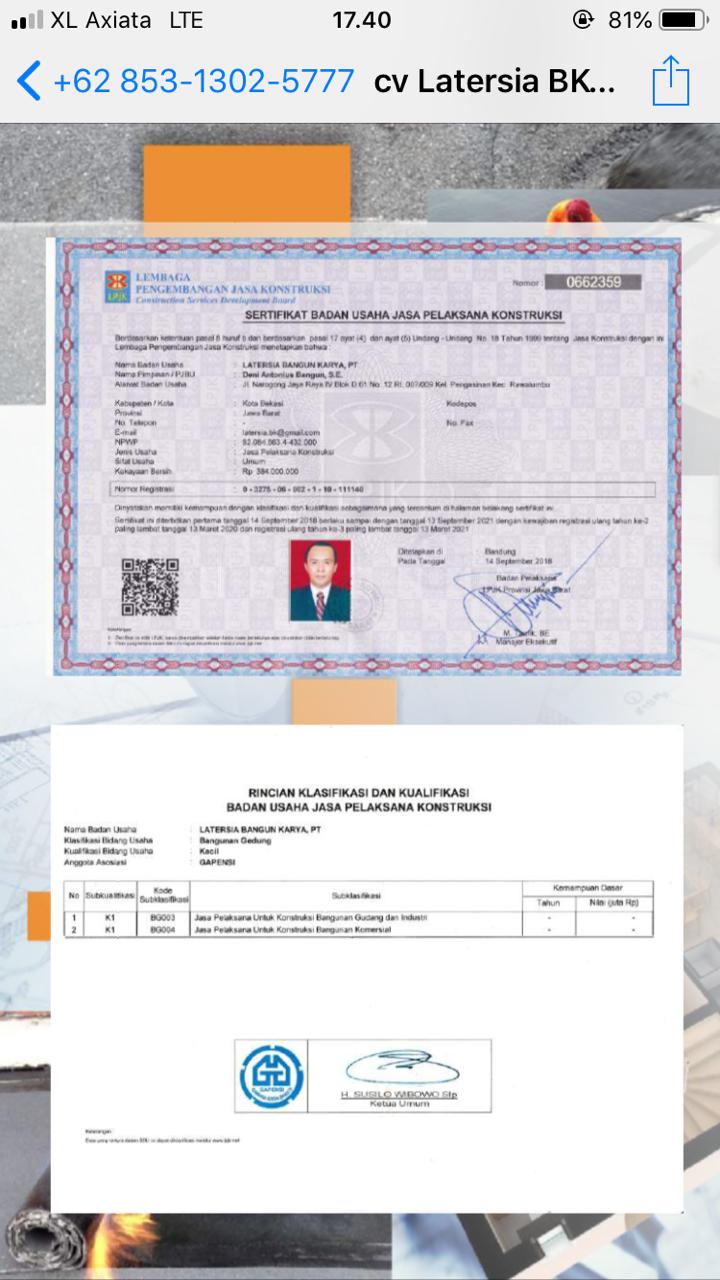 XL Axiata LTE 17.40 81%
+62 853-1302-5777 cv Latersia BK...
LEMBAGA
PENGEMBANGAN JASA KONSTRUKSI
Construction Services Development Board
LPJK
Nomor : 0662359
SERTIFIKAT BADAN USAHA JASA PELAKSANA KONSTRUKSI
Berdasarkan ketentuan pasal 8 huruf b dan berdasarkan pasal 17 ayat (4) dan ayat (5) Undang - Undang No. 18 Tahun 1999 tentang Jasa Konstruksi dengan ini
Lembaga Pengembangan Jasa Konstruksi menetapkan bahwa :
Nama Badan Usaha : LATERSIA BANGUN KARYA, PT
Nama Pimpinan / PJBU : Deni Antonius Bangun, S.E.
Alamat Badan Usaha : Jl. Narogong Jaya Raya IV Blok D 61 No. 12 Rt. 007/009 Kel. Pengasinan Kec. Rawalumbu
Kabupaten / Kota : Kota Bekasi Kodepos
Provinsi : Jawa Barat
No. Telepon : - No. Fax
E-mail : latersia.bk@gmail.com
NPWP
Jenis Usaha : Jasa Pelaksana Konstruksi
Sifat Usaha : Umum
Kekayaan Bersih : Rp 384.000.000
Nomor Registrasi : 0 - 3275 - 06 - 002 - 1 - 10 - 111140
Dinyatakan memiliki kemampuan dengan klasifikasi dan kualifikasi sebagaimana yang tercantum di halaman belakang sertifikat ini.
Sertifikat ini diterbitkan pertama tanggal 14 September 2018 berlaku sampai dengan tanggal 13 September 2021 dengan kewajiban registrasi ulang tahun ke-2
paling lambat tanggal 13 Maret 2020 dan registrasi ulang tahun ke-3 paling lambat tanggal 13 Maret 2021
Ditetapkan di : Bandung
Pada Tanggal : 14 September 2018
Badan Pelaksana
LPJK Provinsi Jawa Barat
M. Taufik, BE
Manajer Eksekutif
RINCIAN KLASIFIKASI DAN KUALIFIKASI
BADAN USAHA JASA PELAKSANA KONSTRUKSI
Nama Badan Usaha : LATERSIA BANGUN KARYA, PT
Klasifikasi Bidang Usaha : Bangunan Gedung
Kualifikasi Bidang Usaha : Kecil
Anggota Asosiasi : GAPENSI
No Subkualifikasi Kode Subklasifikasi Subklasifikasi Kemampuan Dasar
Tahun Nilai (juta Rp)
1 K1 BG003 Jasa Pelaksana Untuk Konstruksi Bangunan Gudang dan Industri - -
2 K1 BG004 Jasa Pelaksana Untuk Konstruksi Bangunan Komersial - -
GAPENSI
H. SUSILO WIBOWO SIp
Ketua Umum
Keterangan :